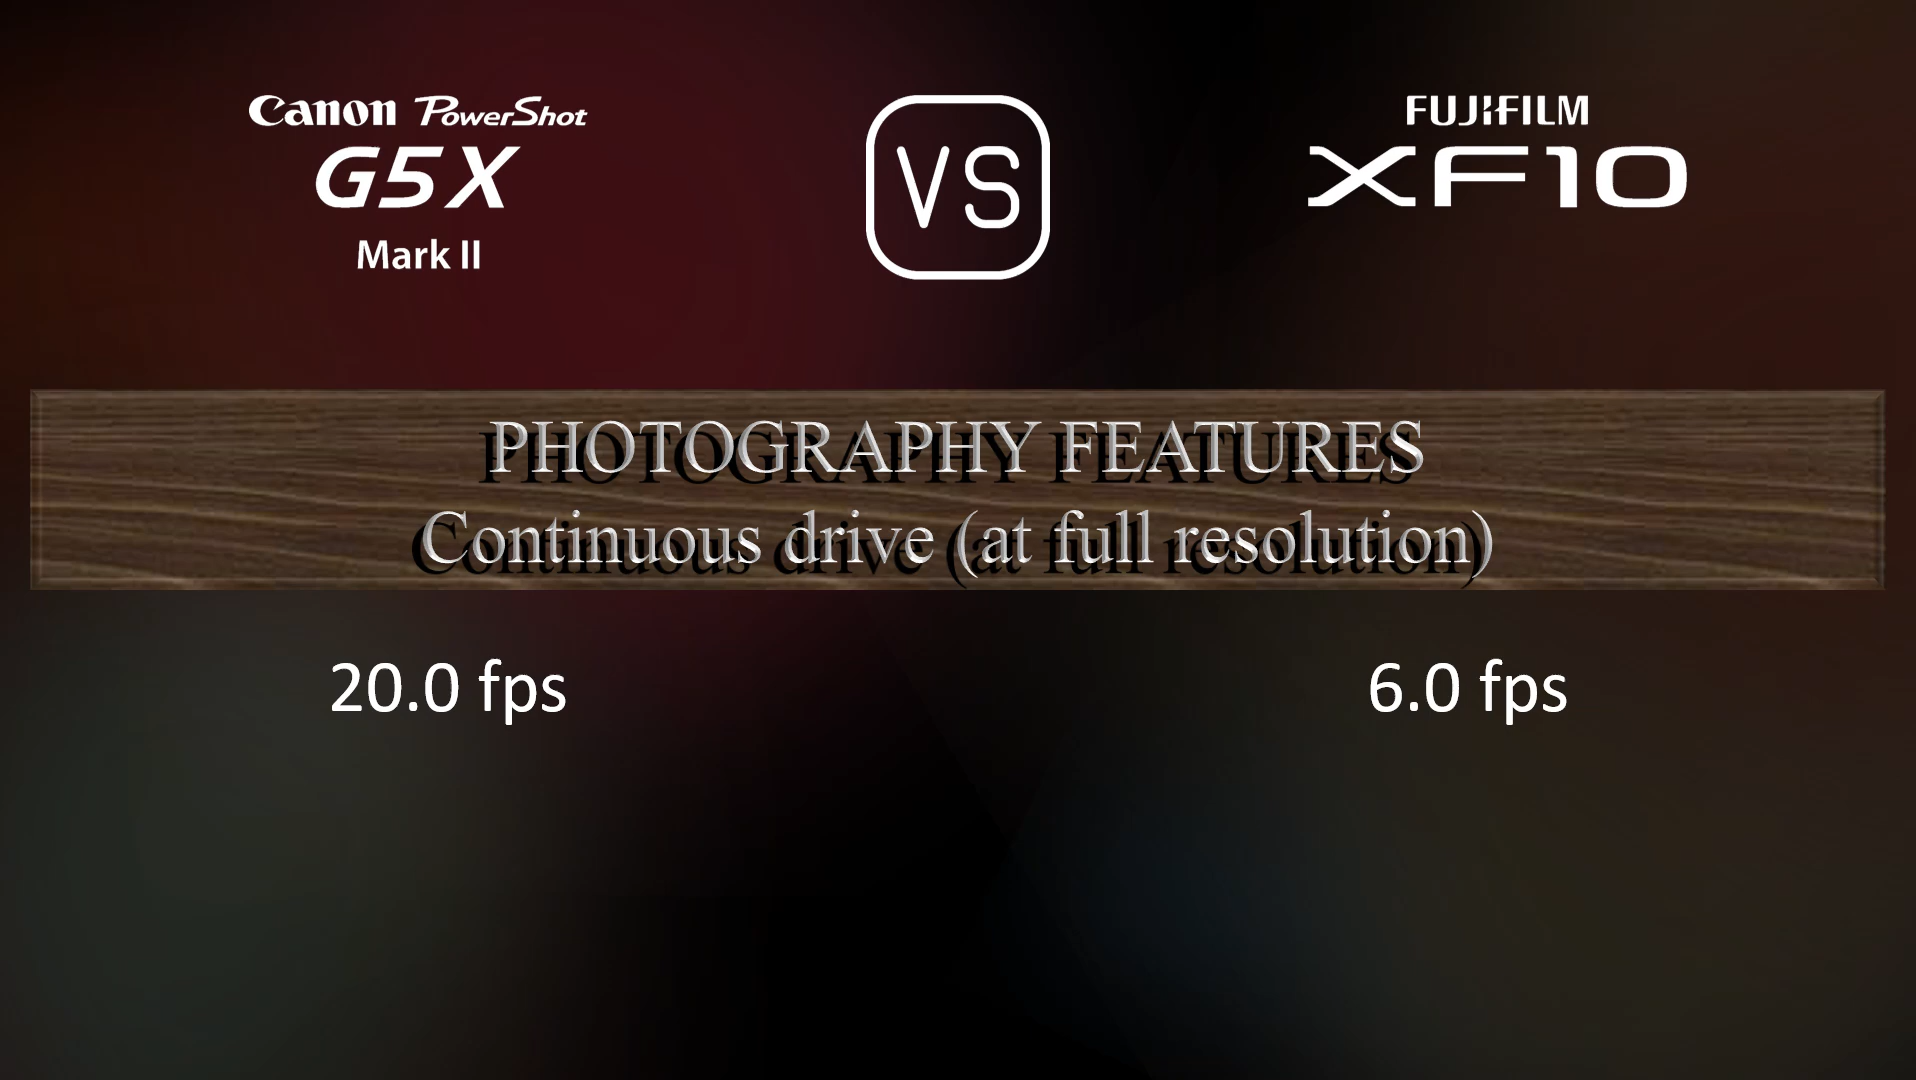 Canon PowerShot
G5X
Mark II
VS
FUJIFILM
XF10
PHOTOGRAPHY FEATURES
Continuous drive (at full resolution)
20.0 fps
6.0 fps